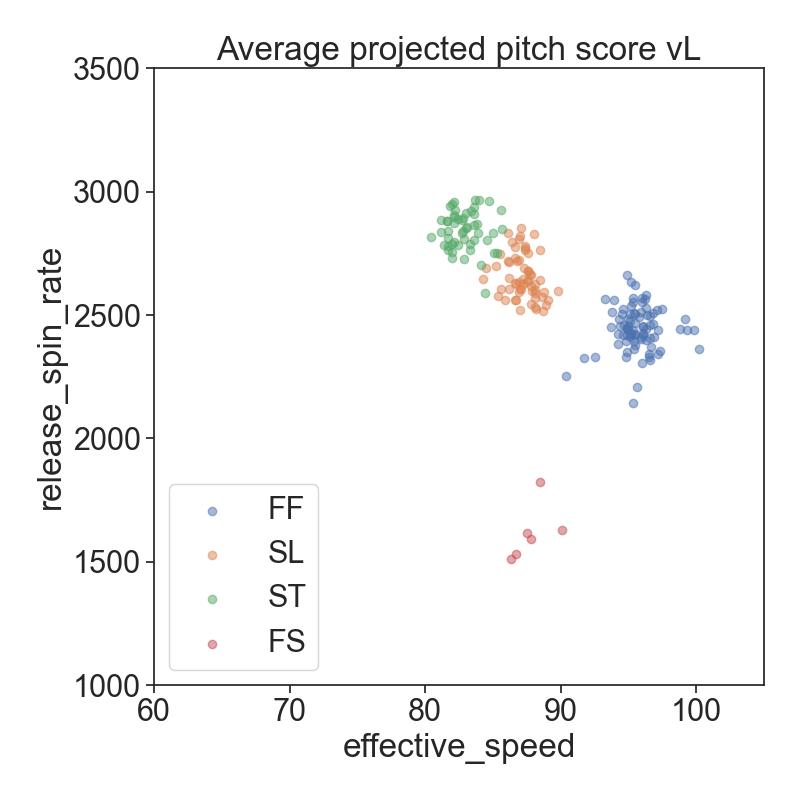 Average projected pitch score vL
release_spin_rate
3500
3000
2500
2000
1500
1000
FF
SL
ST
FS
60 70 80 90 100
effective_speed